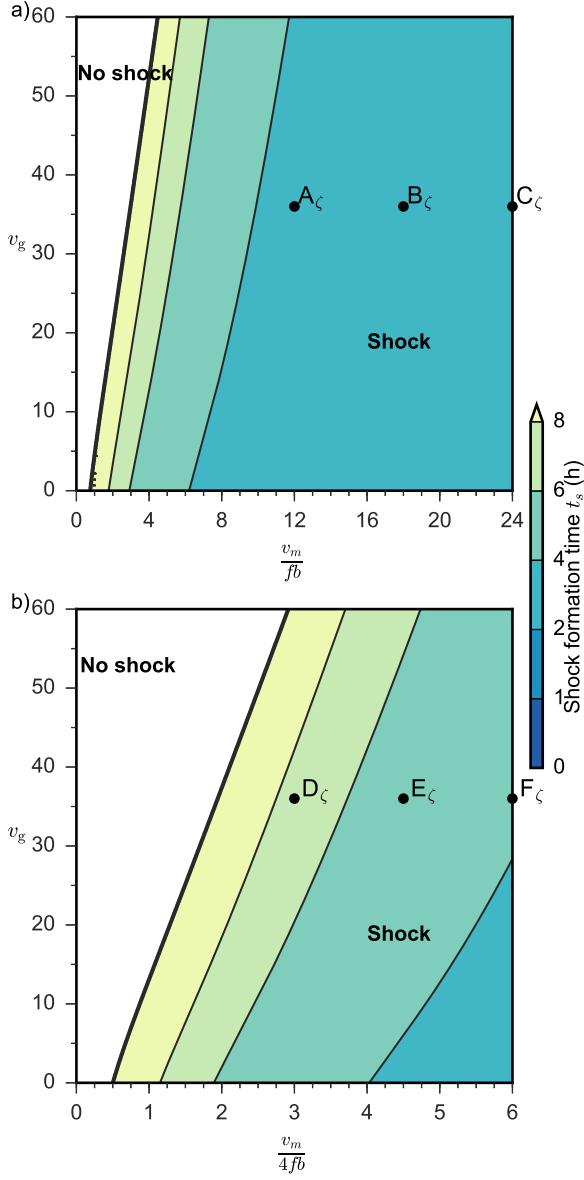 a)
60
50
40
30
20
10
0
v_g
No shock
A_ζ
B_ζ
C_ζ
Shock
0 4 8 12 16 20 24
v_m
fb
8
6
4
2
1
0
Shock formation time t_s (h)
b)
60
50
40
30
20
10
0
v_g
No shock
D_ζ
E_ζ
F_ζ
Shock
0 1 2 3 4 5 6
v_m
4fb